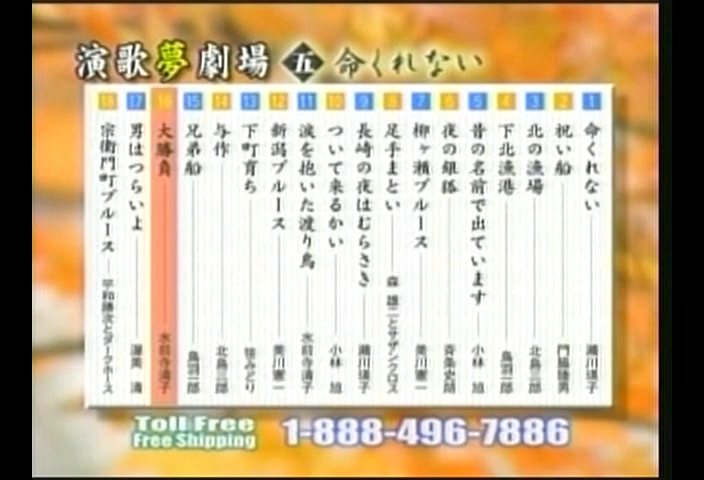 演歌夢劇場 五 命くれない
1 命くれない 瀬川瑛子
2 祝い船 門脇陸男
3 北の漁場 北島三郎
4 下北漁港 鳥羽二郎
5 昔の名前で出ています 小林 旭
6 夜の銀狐 斉条史朗
7 柳ヶ瀬ブルース 美川憲一
8 足手まとい 森 雄二とサザンクロス
9 長崎の夜はむらさき 瀬川瑛子
10 ついて来るかい 小林 旭
11 涙を抱いた渡り鳥 水前寺清子
12 新潟ブルース 美川憲一
13 下町育ち 笹みどり
14 与作 北島三郎
15 兄弟船 鳥羽一郎
16 大勝負 水前寺清子
17 男はつらいよ 渥美 清
18 宗衛門町ブルース 平和勝次とダークホース
Toll Free
Free Shipping
1-888-496-7886